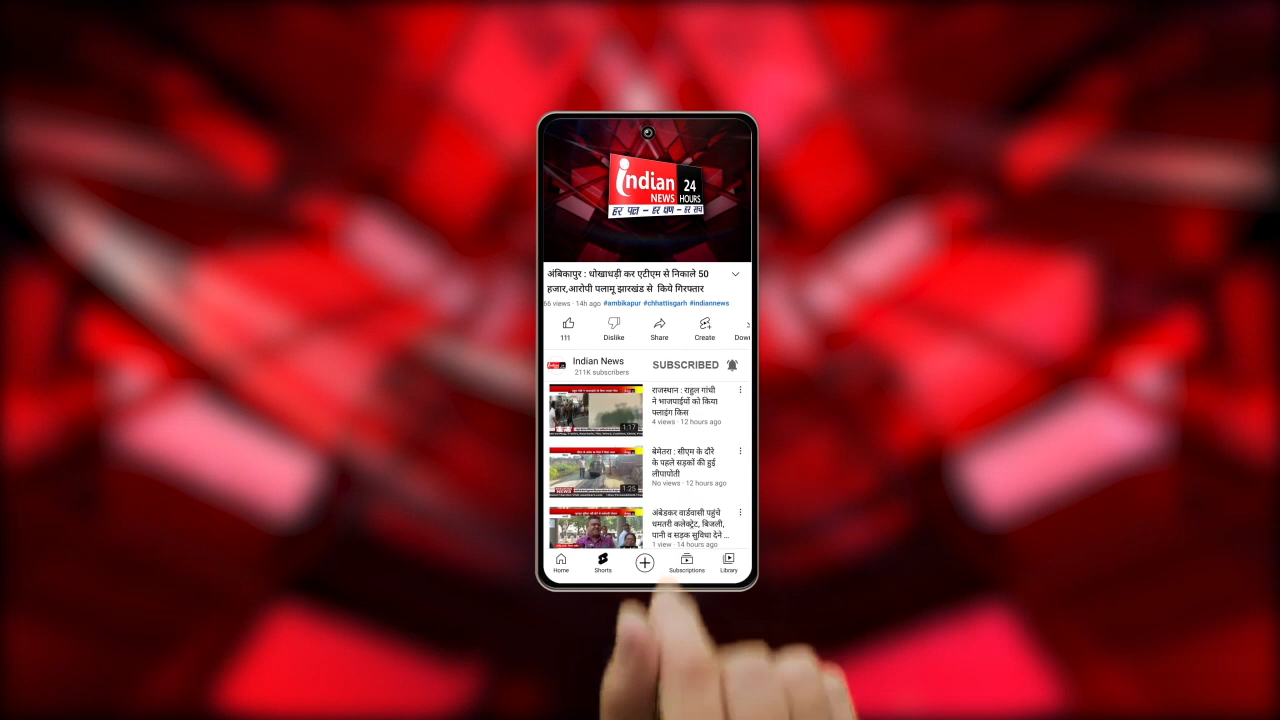 indian
24
NEWS HOURS
हर पल – हर क्षण – हर सच
अंबिकापुर : धोखाधड़ी कर एटीएम से निकाले 50
हजार,आरोपी पलामू झारखंड से किये गिरफ्तार
66 views · 14h ago #ambikapur #chhattisgarh #indiannews
111 Dislike Share Create Down
Indian News
211K subscribers
SUBSCRIBED
राजस्थान : राहुल गांधी
ने भाजपाईयों को किया
फ्लाइंग किस
4 views · 12 hours ago
1:17
बेमेतरा : सीएम के दौरे
के पहले सड़कों की हुई
लीपापोती
No views · 12 hours ago
1:25
अंबेडकर वार्डवासी पहुंचे
धमतरी कलेक्ट्रेट, बिजली,
पानी व सड़क सुविधा देने ...
1 view · 14 hours ago
Home Shorts Subscriptions Library